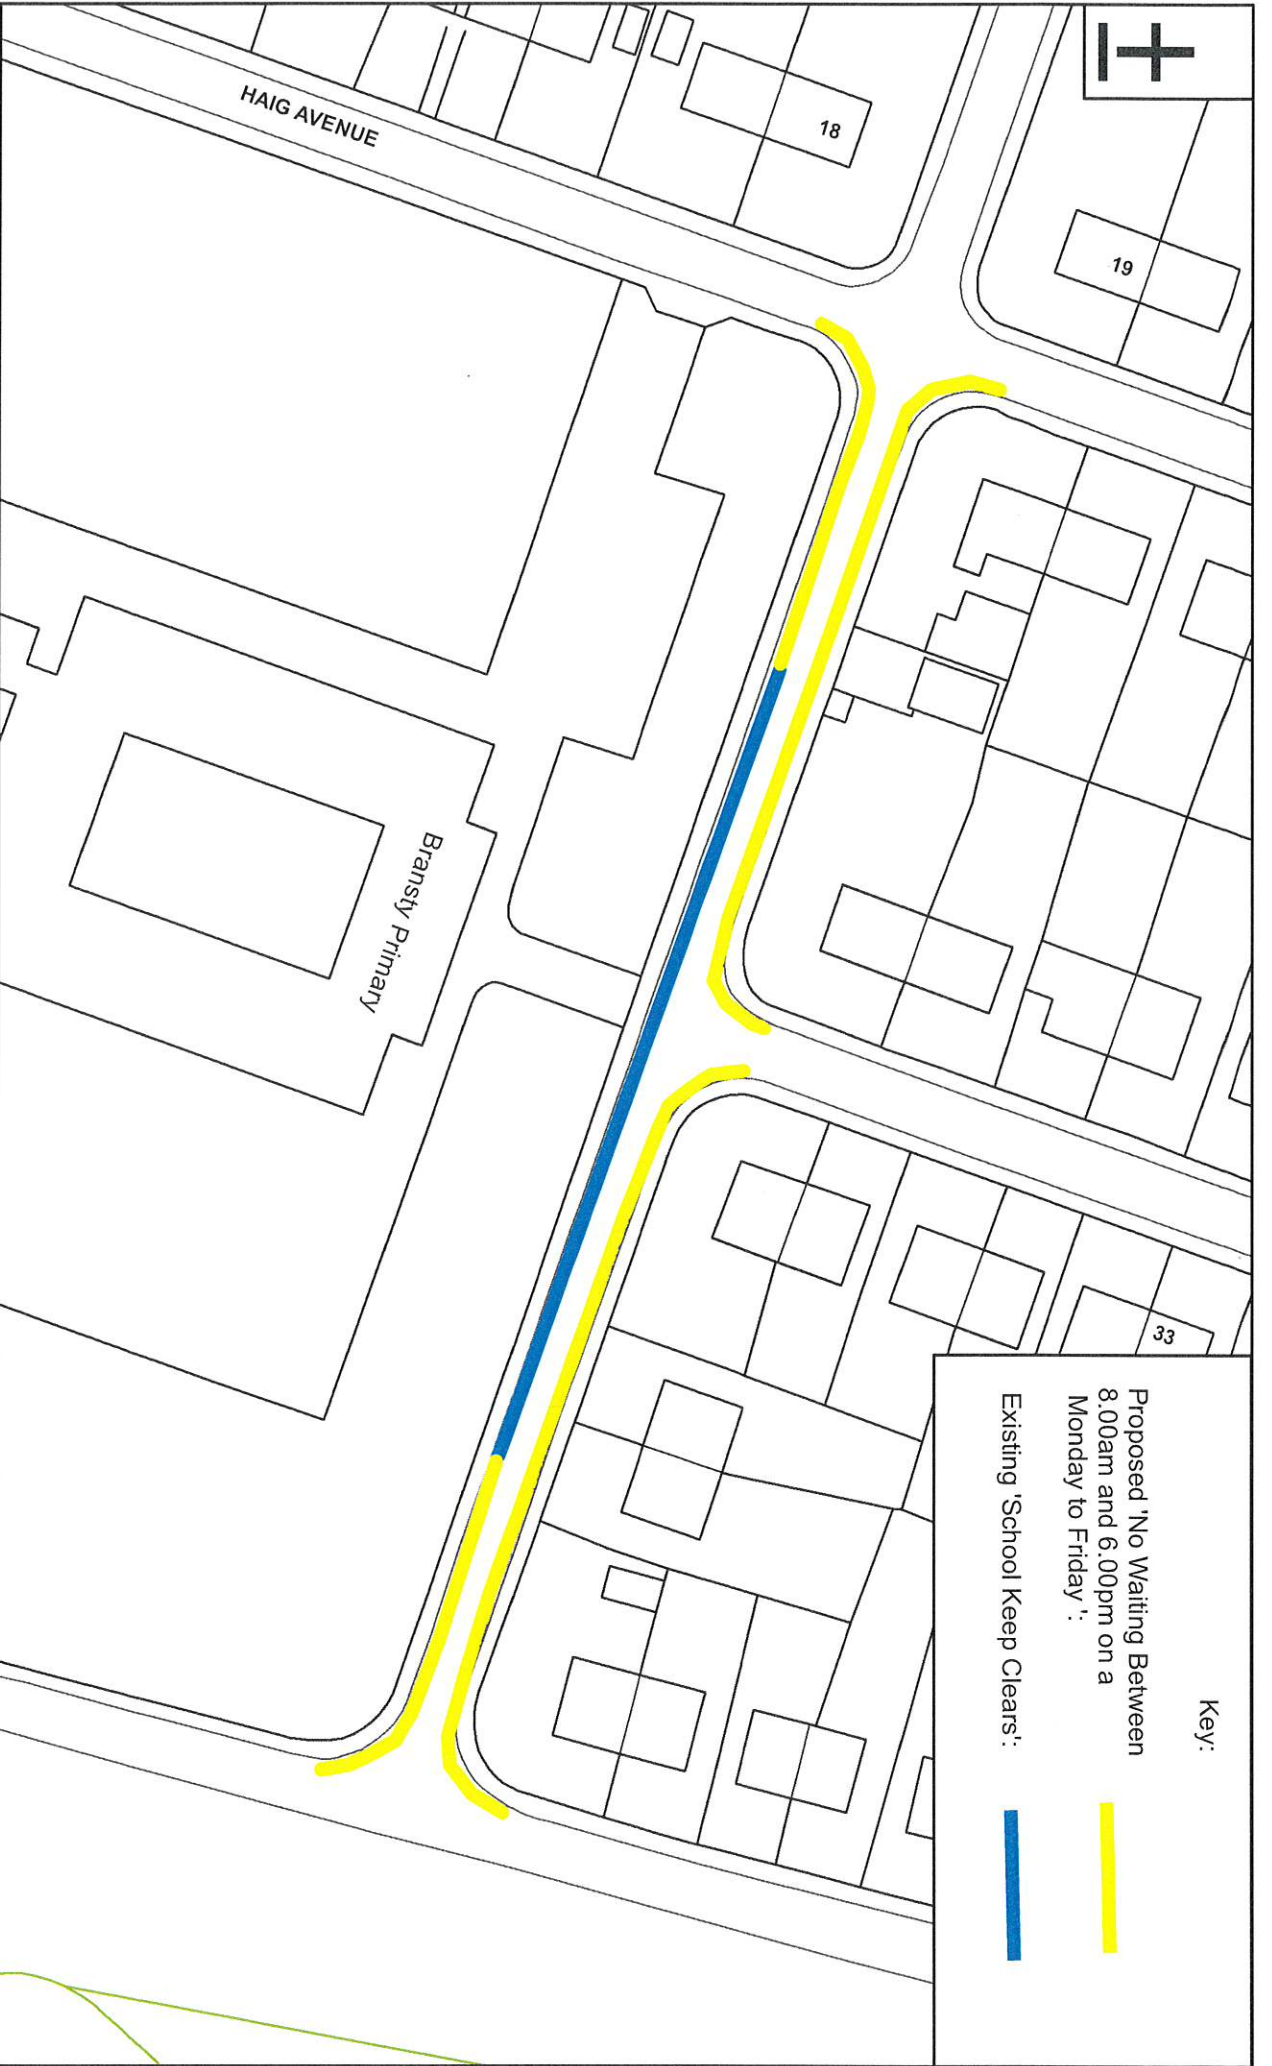 HAIG AVENUE
18
19
Bransty Primary
33
Key:
Proposed 'No Waiting Between
8.00am and 6.00pm on a
Monday to Friday ':
Existing 'School Keep Clears':